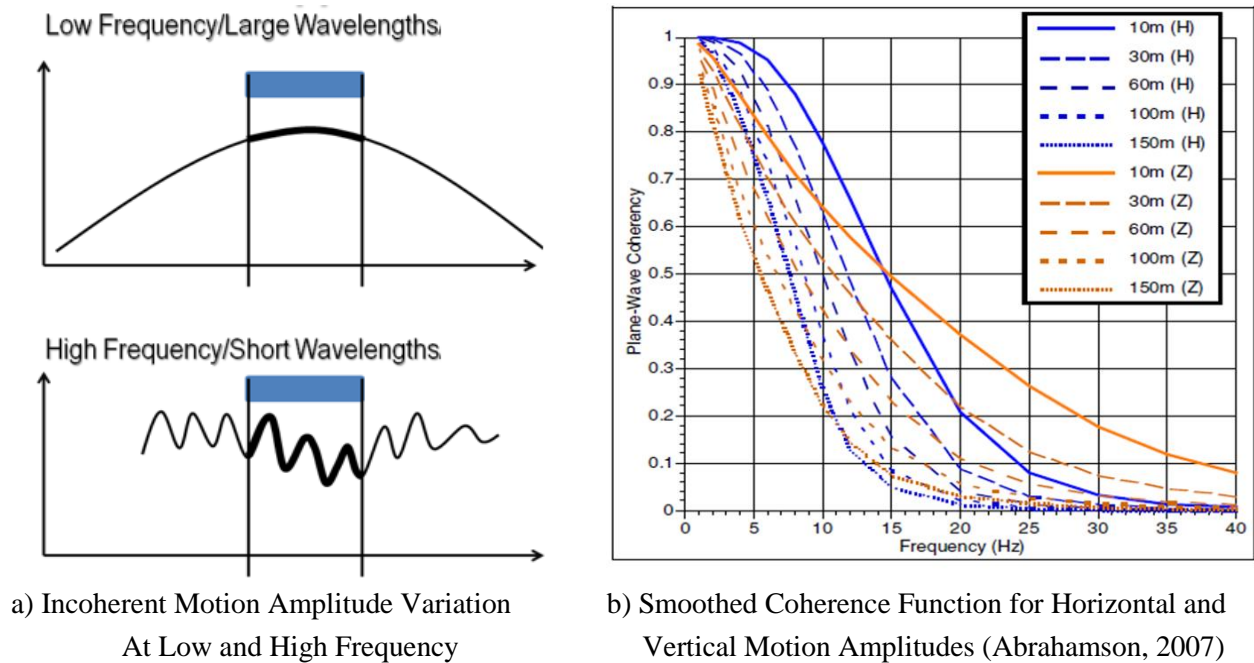 Low Frequency/Large Wavelengths
High Frequency/Short Wavelengths
a) Incoherent Motion Amplitude Variation
At Low and High Frequency
Plane-Wave Coherency
1
0.9
0.8
0.7
0.6
0.5
0.4
0.3
0.2
0.1
0
0 5 10 15 20 25 30 35 40
Frequency (Hz)
10m (H)
30m (H)
60m (H)
100m (H)
150m (H)
10m (Z)
30m (Z)
60m (Z)
100m (Z)
150m (Z)
b) Smoothed Coherence Function for Horizontal and
Vertical Motion Amplitudes (Abrahamson, 2007)